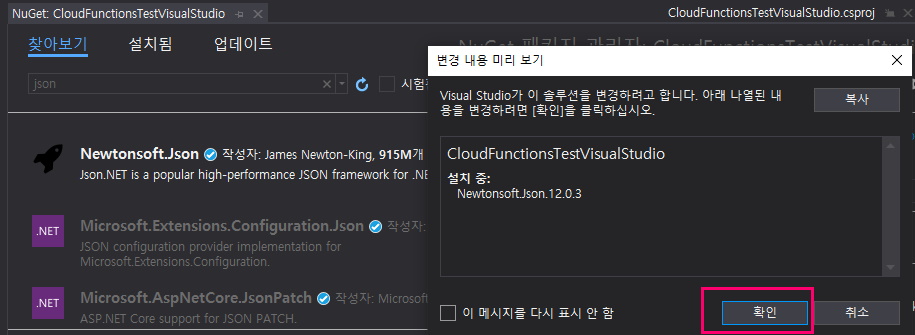 NuGet: CloudFunctionsTestVisualStudio
CloudFunctionsTestVisualStudio.csproj
찾아보기 설치됨 업데이트
NuGet 패키지 관리자: CloudFunctionsTestVisualStud
json
시험
Newtonsoft.Json 작성자: James Newton-King, 915M개
Json.NET is a popular high-performance JSON framework for .NE
.NET
Microsoft.Extensions.Configuration.Json 작성자:
JSON configuration provider implementation for
Microsoft.Extensions.Configuration.
.NET
Microsoft.AspNetCore.JsonPatch 작성자: Microsoft
ASP.NET Core support for JSON PATCH.
변경 내용 미리 보기
Visual Studio가 이 솔루션을 변경하려고 합니다. 아래 나열된 내
용을 변경하려면 [확인]을 클릭하십시오.
복사
CloudFunctionsTestVisualStudio
설치 중:
Newtonsoft.Json.12.0.3
이 메시지를 다시 표시 안 함
확인
취소